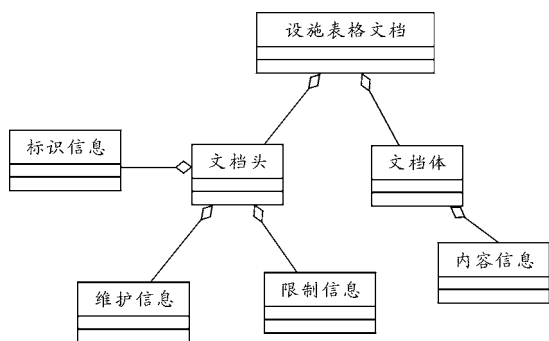 设施表格文档
标识信息
文档头
文档体
内容信息
维护信息
限制信息